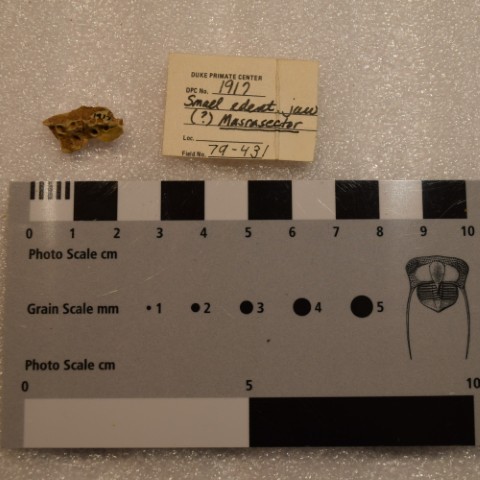 DUKE PRIMATE CENTER
DPC No. 1917
Small edent. jaw
(?) Masrasector
Loc.
Field No. 79-431
0 1 2 3 4 5 6 7 8 9 10
Photo Scale cm
Grain Scale mm 1 2 3 4 5
Photo Scale cm
0 5 10